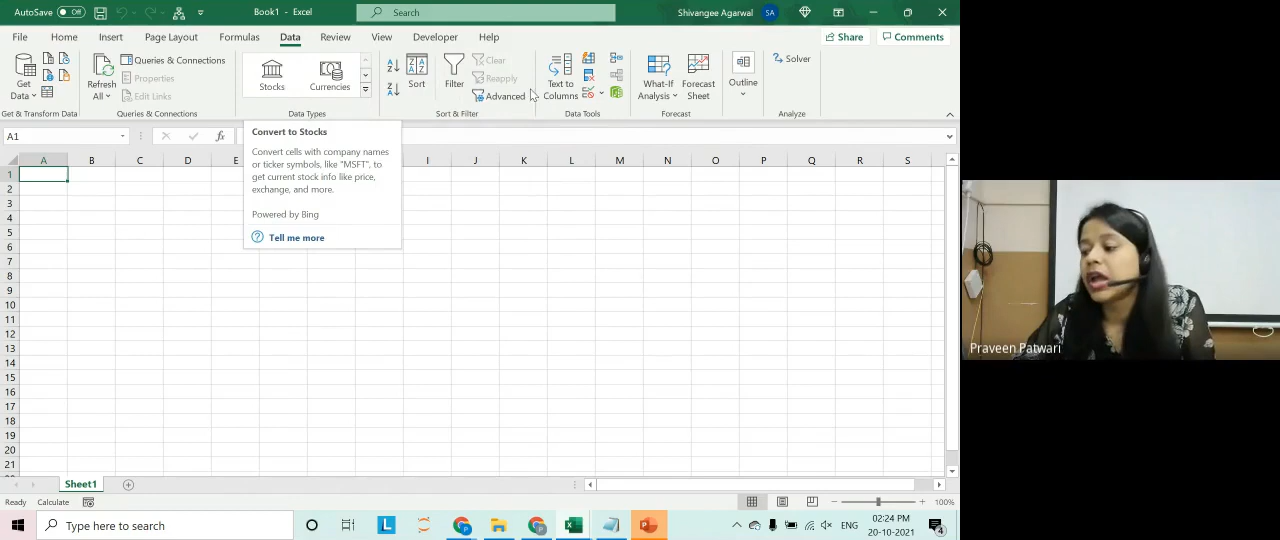 AutoSave Off Book1 - Excel Search Shivangee Agarwal SA
File Home Insert Page Layout Formulas Data Review View Developer Help Share Comments
Get Data
Refresh All
Queries & Connections
Properties
Edit Links
Stocks
Currencies
Sort
Filter
Clear
Reapply
Advanced
Text to Columns
What-If Analysis
Forecast Sheet
Outline
Solver
Get & Transform Data Queries & Connections Data Types Sort & Filter Data Tools Forecast Analyze
A1 fx
Convert to Stocks
Convert cells with company names
or ticker symbols, like "MSFT", to
get current stock info like price,
exchange, and more.
Powered by Bing
Tell me more
A B C D E I J K L M N O P Q R S
1
2
3
4
5
6
7
8
9
10
11
12
13
14
15
16
17
18
19
20
21
Sheet1
Ready Calculate 100%
Type here to search ENG 02:24 PM
20-10-2021 4
Praveen Patwari